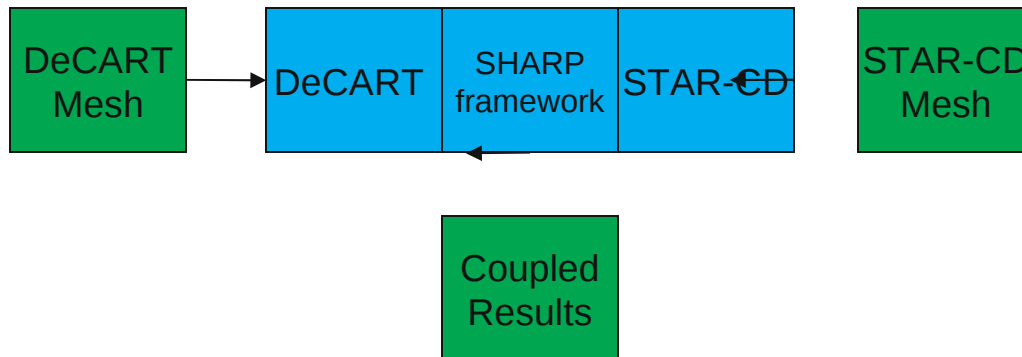 DeCART
Mesh
DeCART
SHARP
framework
STAR-CD
STAR-CD
Mesh
Coupled
Results